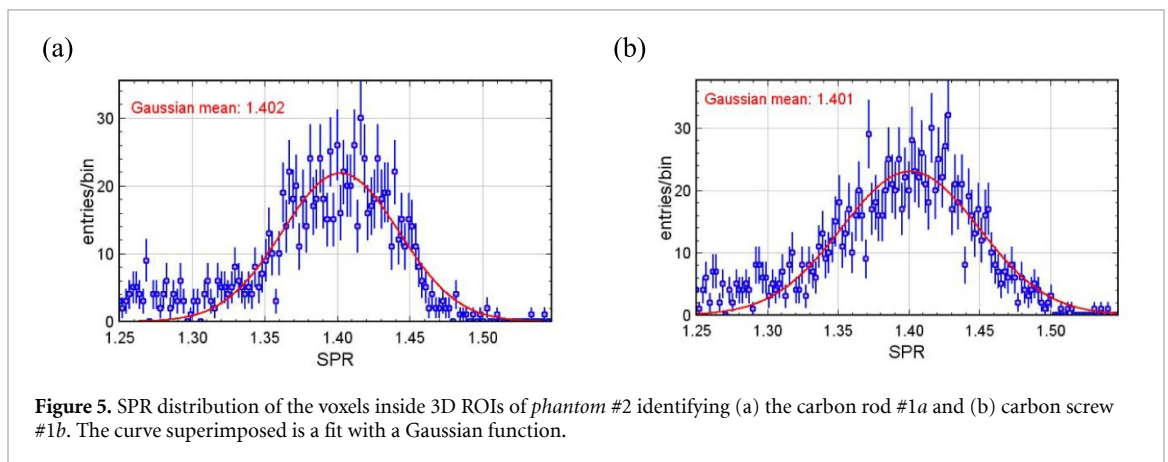 (a)
(b)
Gaussian mean: 1.402
30
20
10
0
entries/bin
1.25
1.30
1.35
1.40
1.45
1.50
SPR
Gaussian mean: 1.401
30
20
10
0
entries/bin
1.25
1.30
1.35
1.40
1.45
1.50
SPR
Figure 5. SPR distribution of the voxels inside 3D ROIs of phantom #2 identifying (a) the carbon rod #1a and (b) carbon screw
#1b. The curve superimposed is a fit with a Gaussian function.